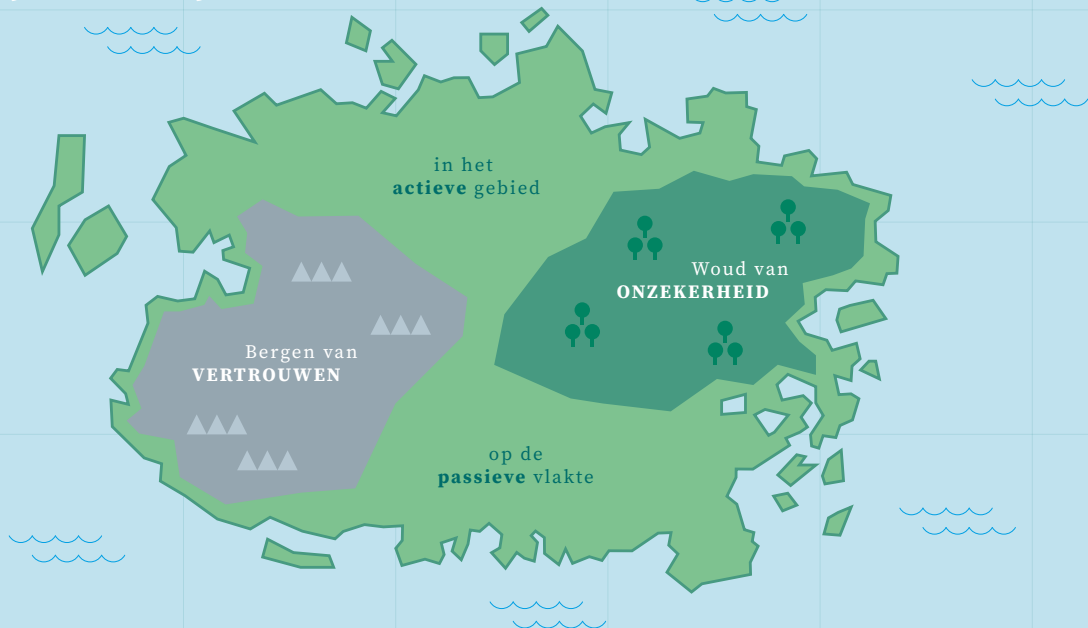 in het
actieve gebied
Woud van
ONZEKERHEID
Bergen van
VERTROUWEN
op de
passieve vlakte